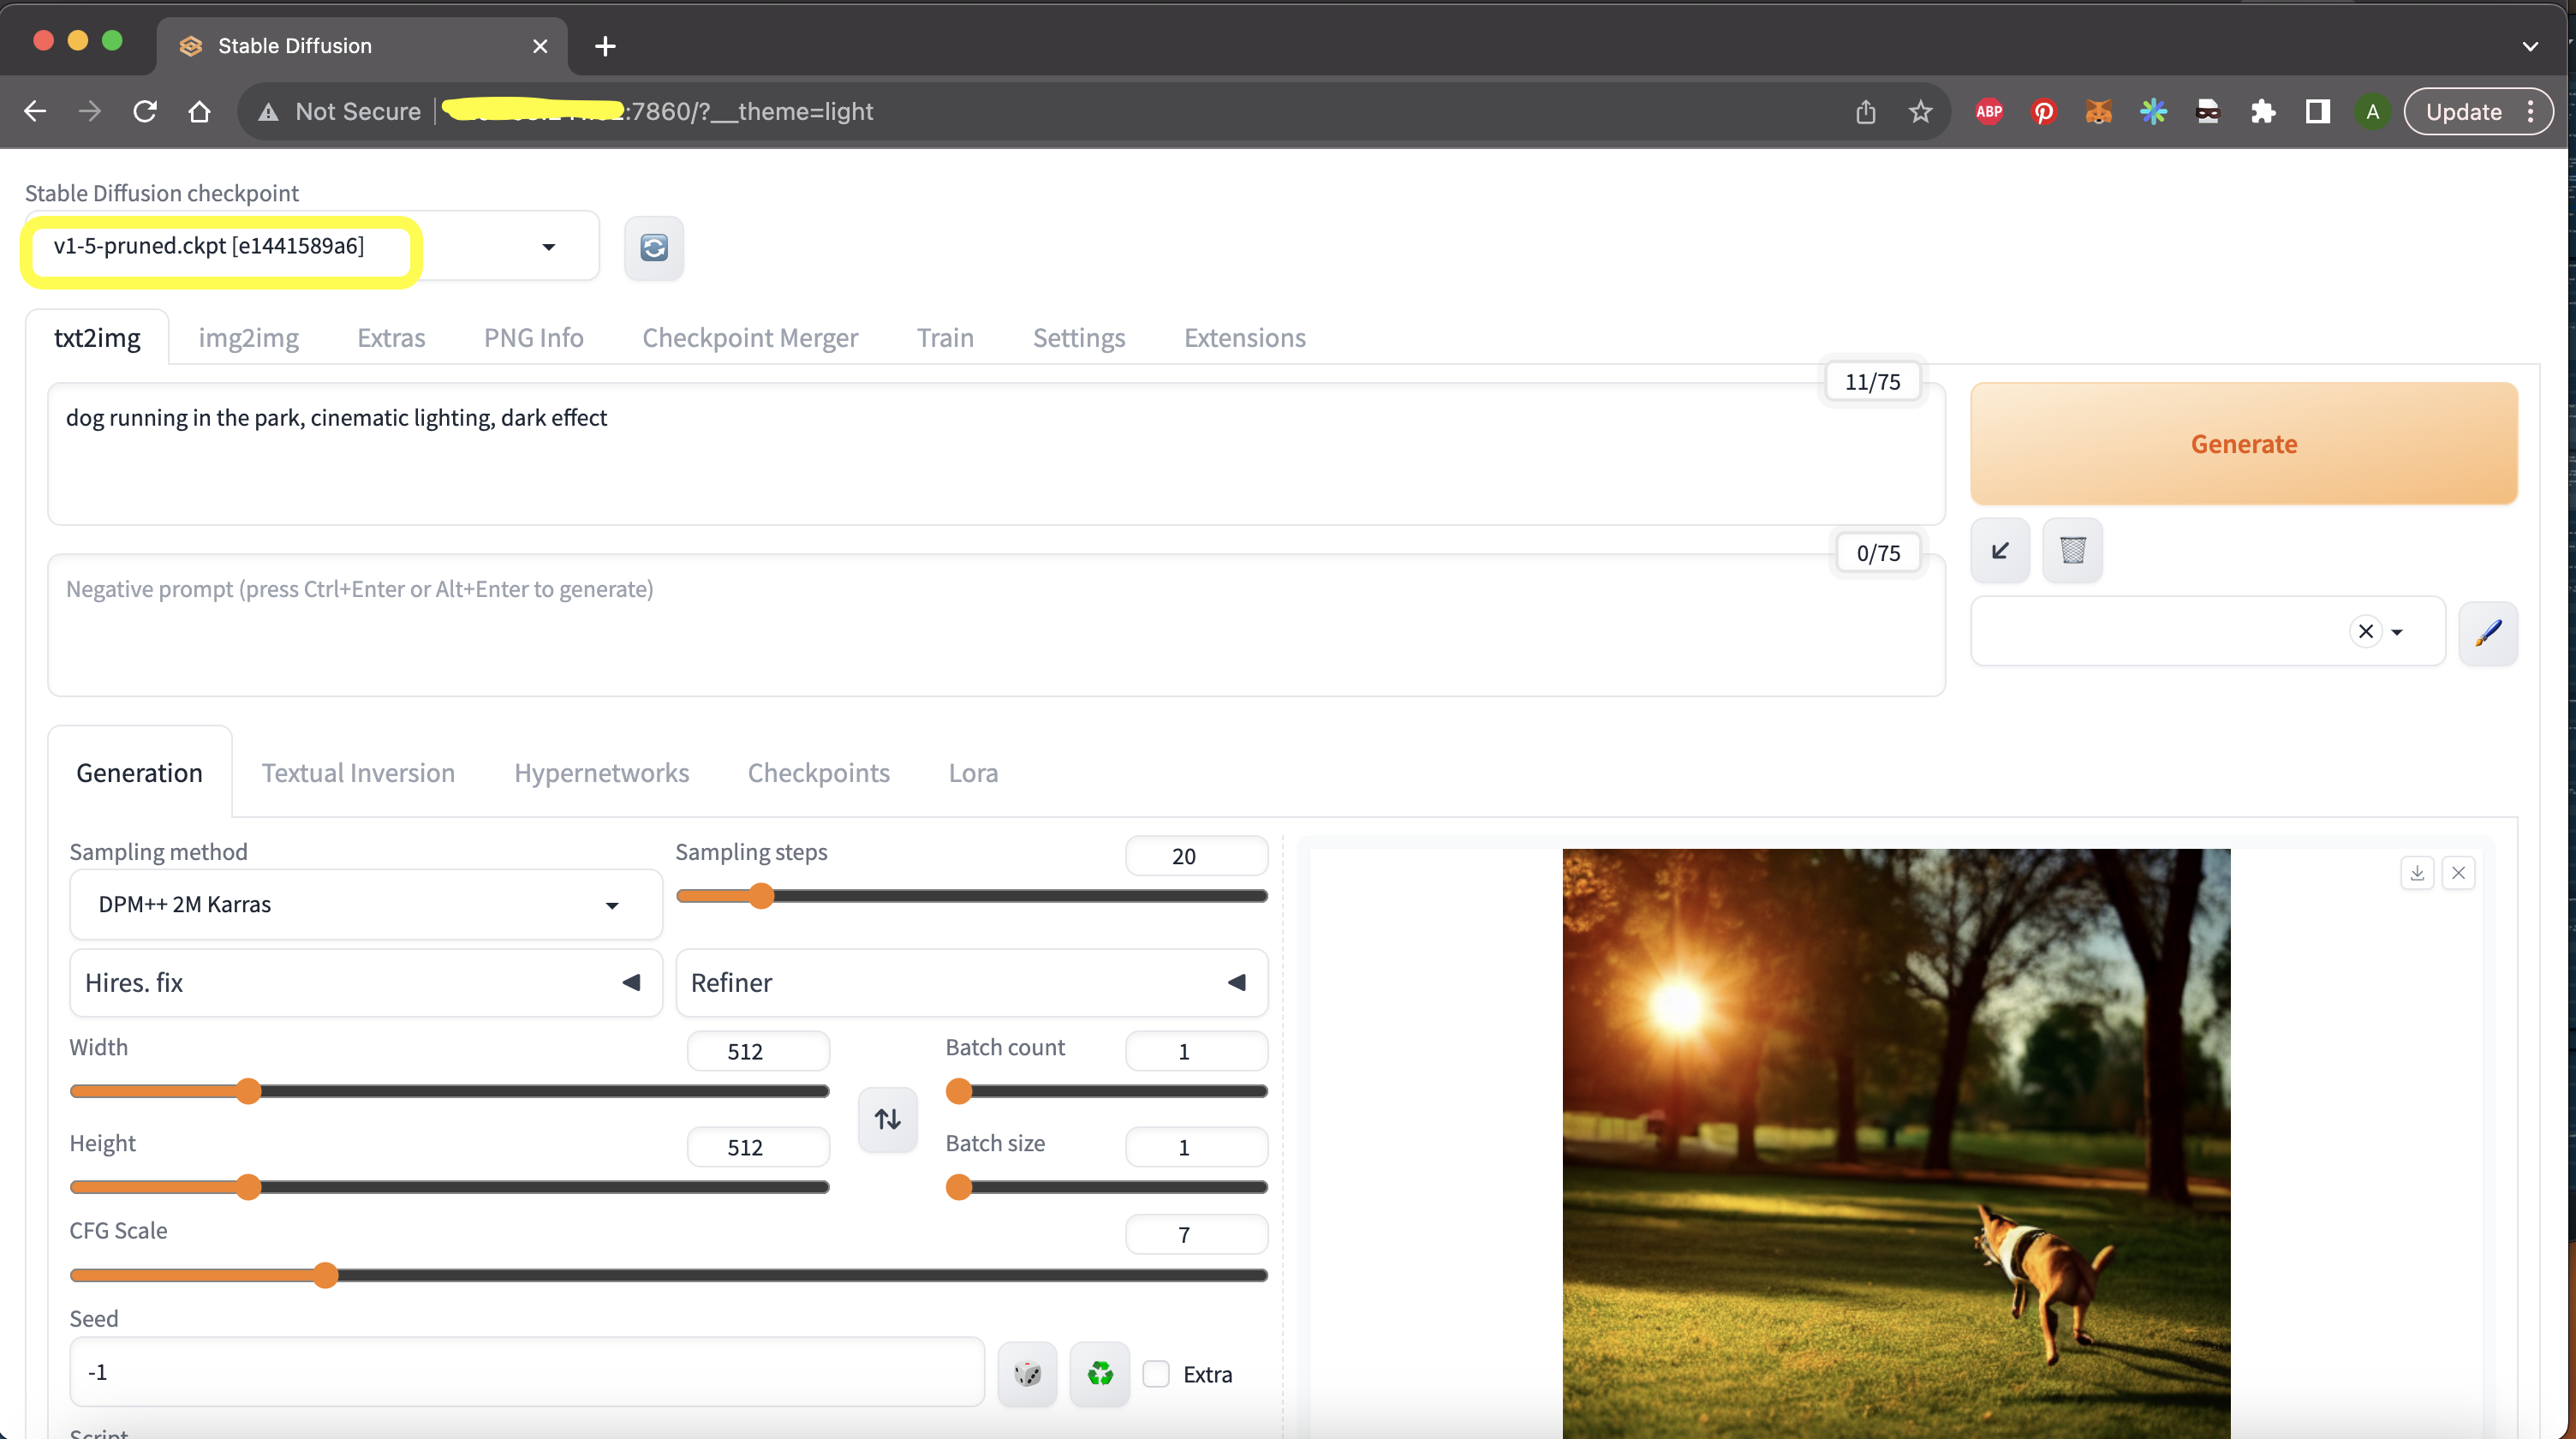 Stable Diffusion
Not Secure
:7860/?__theme=light
ABP
A
Update
Stable Diffusion checkpoint
v1-5-pruned.ckpt [e1441589a6]
txt2img img2img Extras PNG Info Checkpoint Merger Train Settings Extensions
11/75
dog running in the park, cinematic lighting, dark effect
Generate
0/75
Negative prompt (press Ctrl+Enter or Alt+Enter to generate)
Generation Textual Inversion Hypernetworks Checkpoints Lora
Sampling method
DPM++ 2M Karras
Sampling steps
20
Hires. fix
Refiner
Width
512
Batch count
1
Height
512
Batch size
1
CFG Scale
7
Seed
-1
Extra